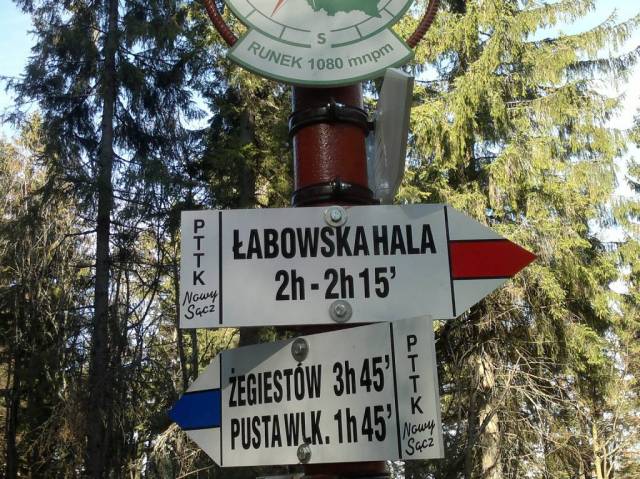 S
RUNEK 1080 mnpm
PTTK
Nowy
Sącz
ŁABOWSKA HALA
2h - 2h 15'
ŻEGIESTÓW 3h 45'
PUSTA WLK. 1h 45'
PTTK
Nowy
Sącz